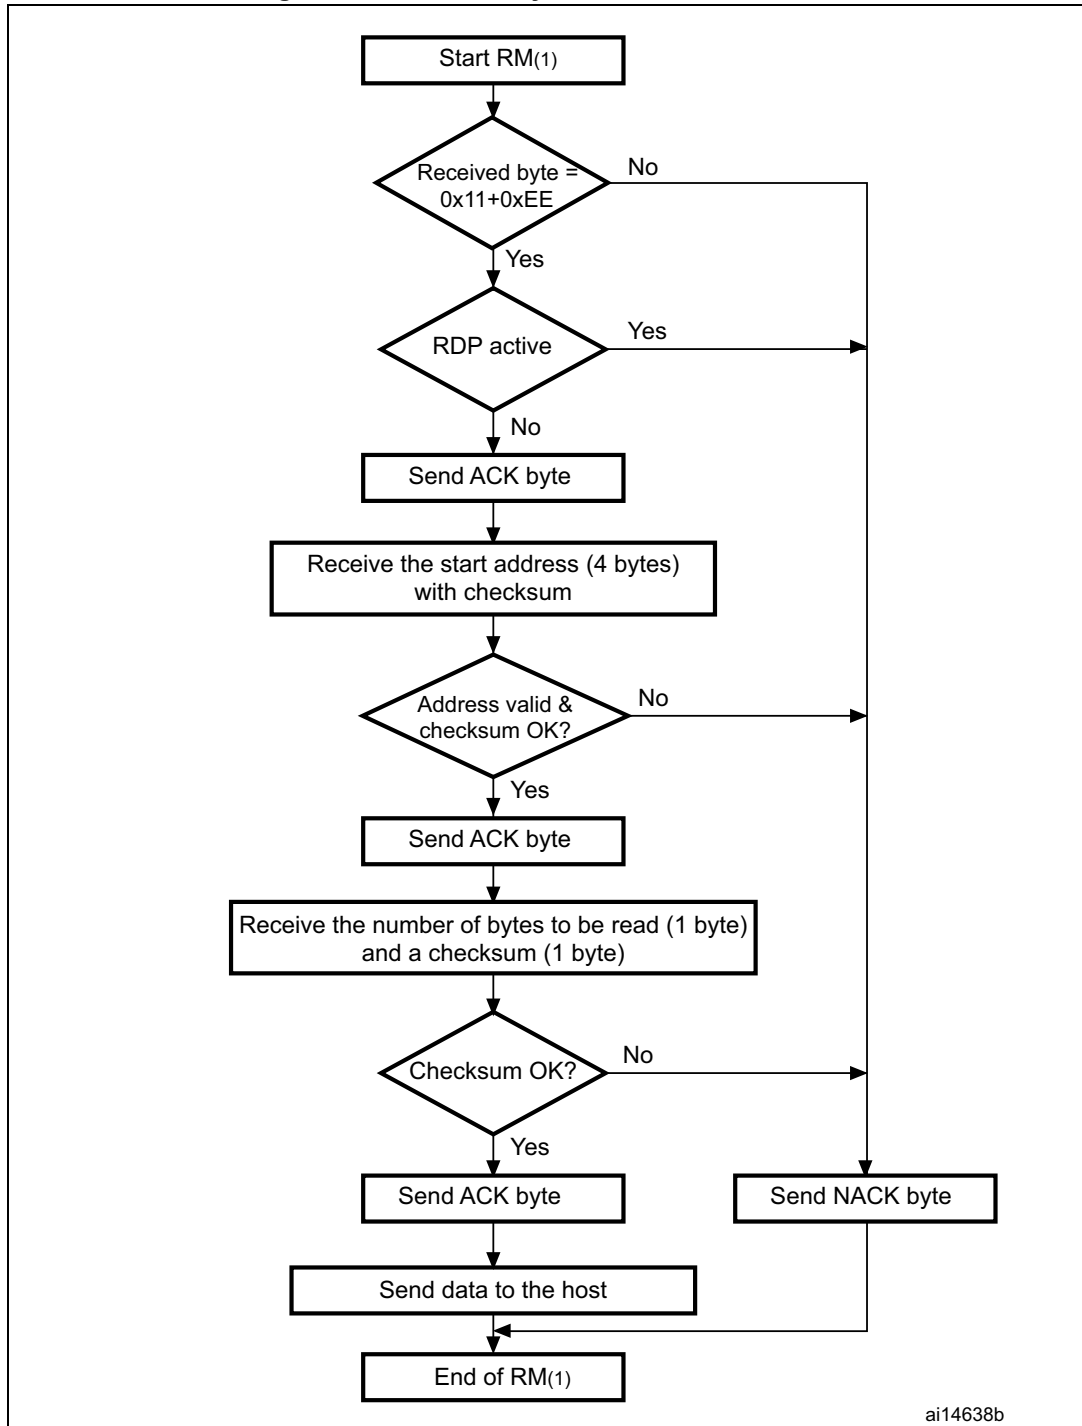 Start RM(1)
Received byte =
0x11+0xEE
No
Yes
RDP active
Yes
No
Send ACK byte
Receive the start address (4 bytes)
with checksum
Address valid &
checksum OK?
No
Yes
Send ACK byte
Receive the number of bytes to be read (1 byte)
and a checksum (1 byte)
Checksum OK?
No
Yes
Send ACK byte
Send NACK byte
Send data to the host
End of RM(1)
ai14638b